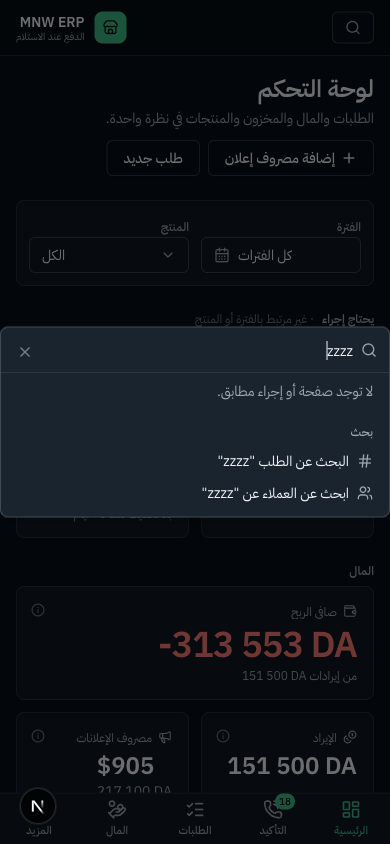 MNW ERP
الدفع عند الاستلام
لوحة التحكم
الطلبات والمال والمخزون والمنتجات في نظرة واحدة.
إضافة مصروف إعلان
طلب جديد
الفترة
المنتج
كل الفترات
الكل
يحتاج إجراء · غير مرتبط بالفترة أو المنتج
zzzz
لا توجد صفحة أو إجراء مطابق.
بحث
البحث عن الطلب "zzzz"
ابحث عن العملاء عن "zzzz"
المال
صافي الربح
-313 553 DA
من إيرادات 151 500 DA
الإيراد
مصروف الإعلانات
151 500 DA
$905
217 100 DA
18
الرئيسية
التأكيد
الطلبات
المال
المزيد
N